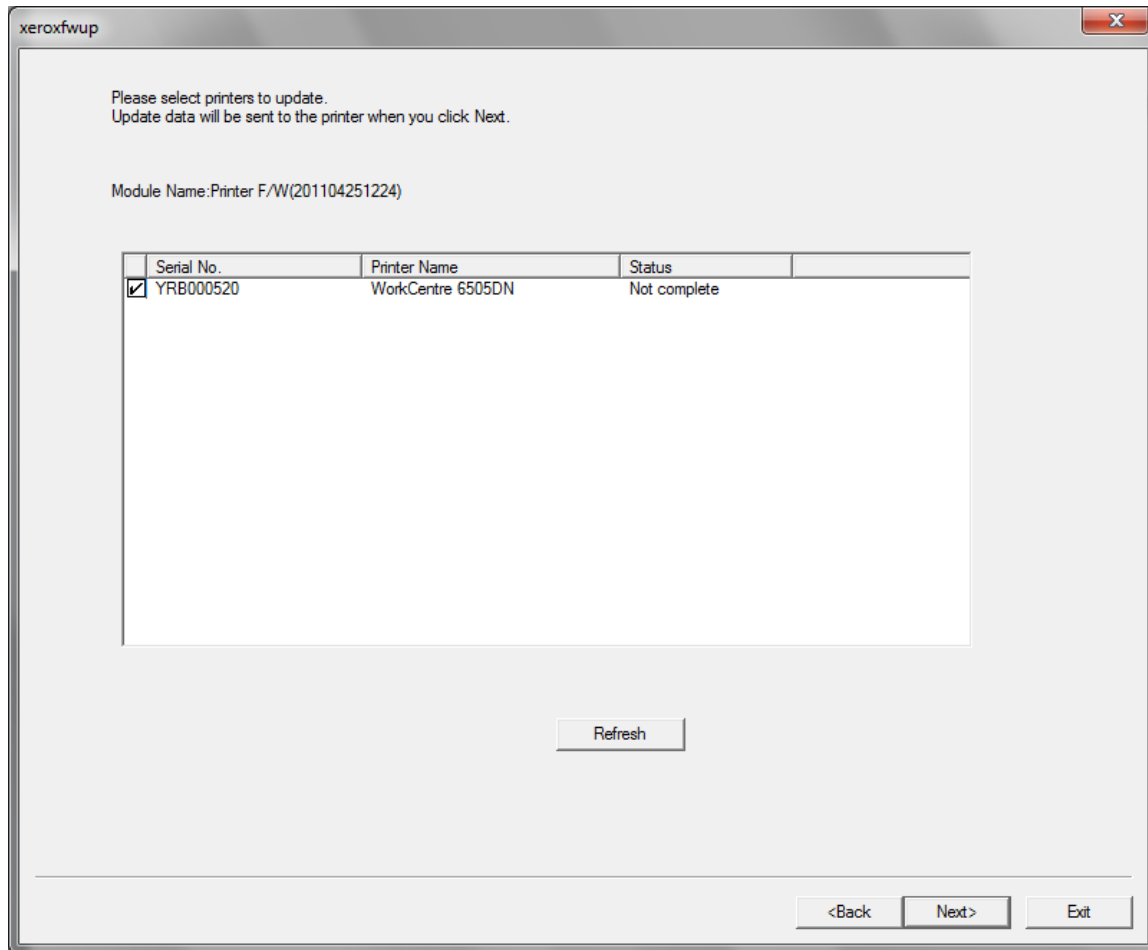 xeroxfwup
Please select printers to update.
Update data will be sent to the printer when you click Next.
Module Name:Printer F/W(201104251224)
Serial No. Printer Name Status
YRB000520 WorkCentre 6505DN Not complete
Refresh
<Back Next> Exit